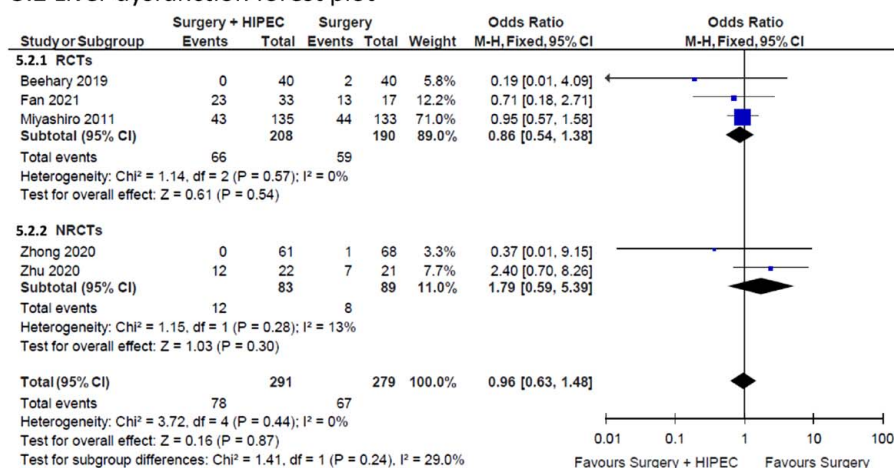 5.2 Liver dysfunction forest plot
Surgery + HIPEC Surgery Odds Ratio Odds Ratio
Study or Subgroup Events Total Events Total Weight M-H, Fixed, 95% CI M-H, Fixed, 95% CI
5.2.1 RCTs
Beehary 2019 0 40 2 40 5.8% 0.19 [0.01, 4.09]
Fan 2021 23 33 13 17 12.2% 0.71 [0.18, 2.71]
Miyashiro 2011 43 135 44 133 71.0% 0.95 [0.57, 1.58]
Subtotal (95% CI) 208 190 89.0% 0.86 [0.54, 1.38]
Total events 66 59
Heterogeneity: Chi² = 1.14, df = 2 (P = 0.57); I² = 0%
Test for overall effect: Z = 0.61 (P = 0.54)
5.2.2 NRCTs
Zhong 2020 0 61 1 68 3.3% 0.37 [0.01, 9.15]
Zhu 2020 12 22 7 21 7.7% 2.40 [0.70, 8.26]
Subtotal (95% CI) 83 89 11.0% 1.79 [0.59, 5.39]
Total events 12 8
Heterogeneity: Chi² = 1.15, df = 1 (P = 0.28); I² = 13%
Test for overall effect: Z = 1.03 (P = 0.30)
Total (95% CI) 291 279 100.0% 0.96 [0.63, 1.48]
Total events 78 67
Heterogeneity: Chi² = 3.72, df = 4 (P = 0.44); I² = 0%
Test for overall effect: Z = 0.16 (P = 0.87)
Test for subgroup differences: Chi² = 1.41, df = 1 (P = 0.24), I² = 29.0%
0.01 0.1 1 10 100
Favours Surgery + HIPEC Favours Surgery